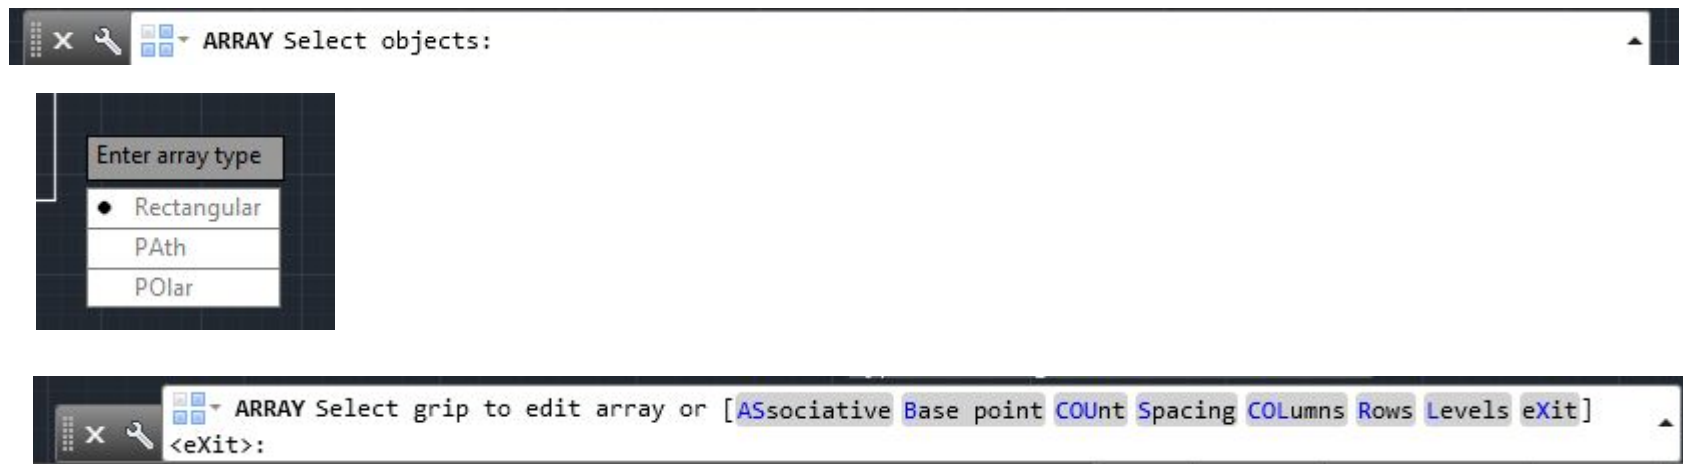 ARRAY Select objects:
Enter array type
Rectangular
PAth
POlar
ARRAY Select grip to edit array or [ASsociative Base point COUnt Spacing COLumns Rows Levels eXit]
<eXit>: